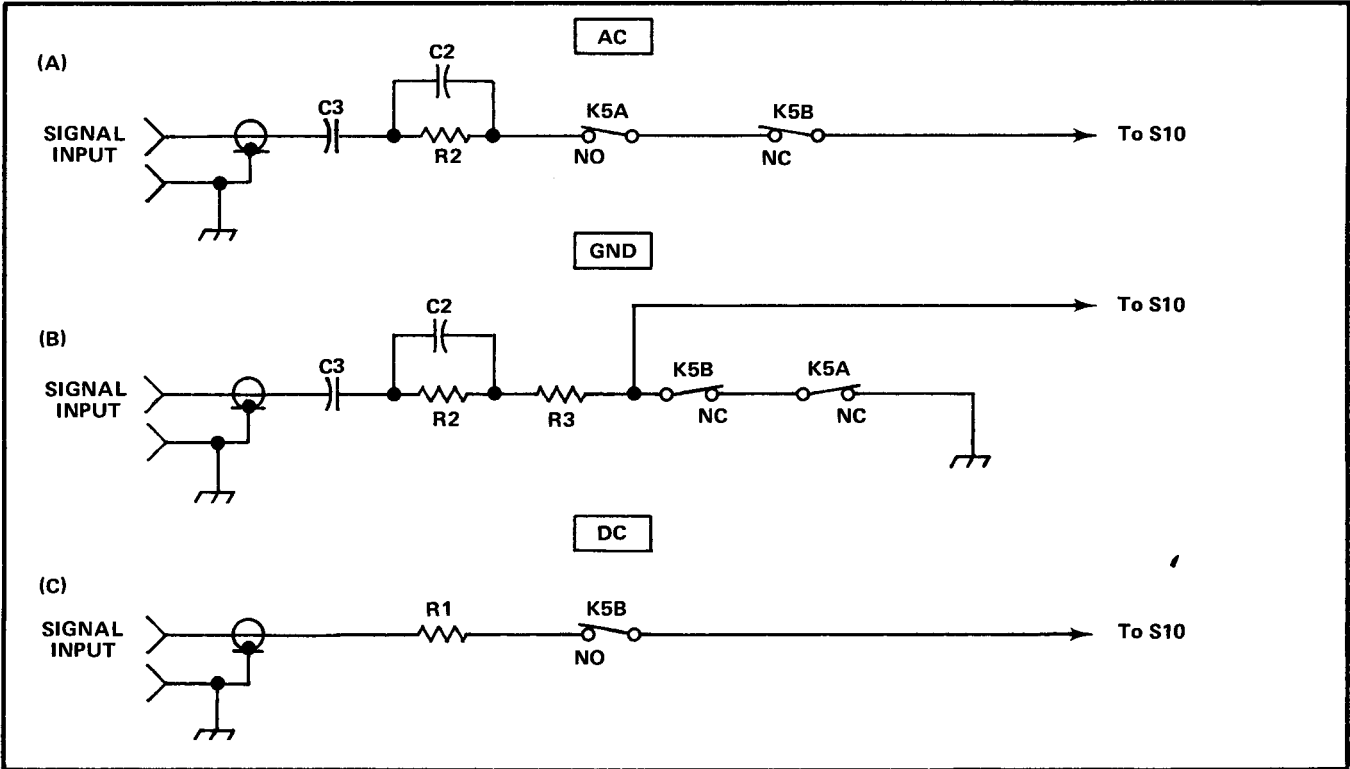 AC
(A)
C2
C3
K5A
K5B
SIGNAL
INPUT
R2
NO
NC
To S10
GND
To S10
(B)
C2
C3
K5B
K5A
SIGNAL
INPUT
R2
R3
NC
NC
DC
(C)
R1
K5B
SIGNAL
INPUT
NO
To S10